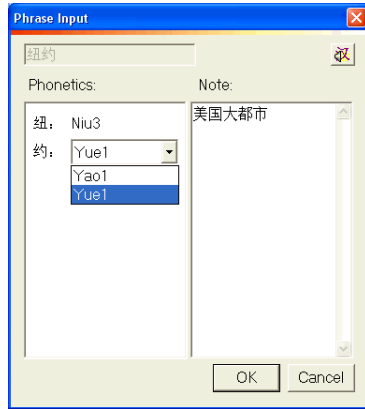 Phrase Input
纽约
汉
Phonetics: Note:
纽： Niu3
美国大都市
约： Yue1
Yao1
Yue1
OK Cancel